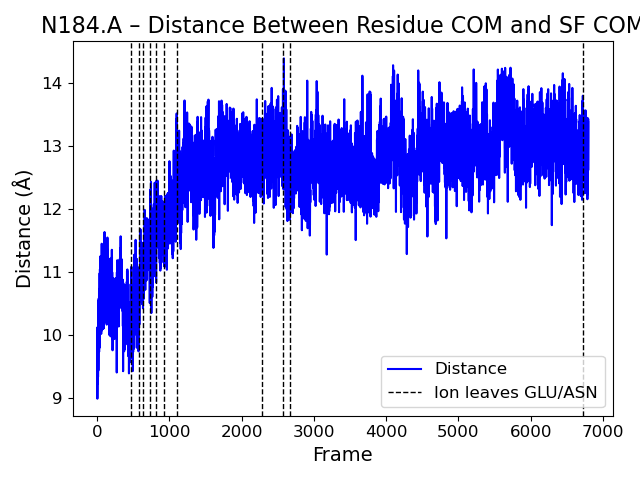 N184.A – Distance Between Residue COM and SF COM
14
13
12
11
10
9
Distance (Å)
Distance
Ion leaves GLU/ASN
0 1000 2000 3000 4000 5000 6000 7000
Frame